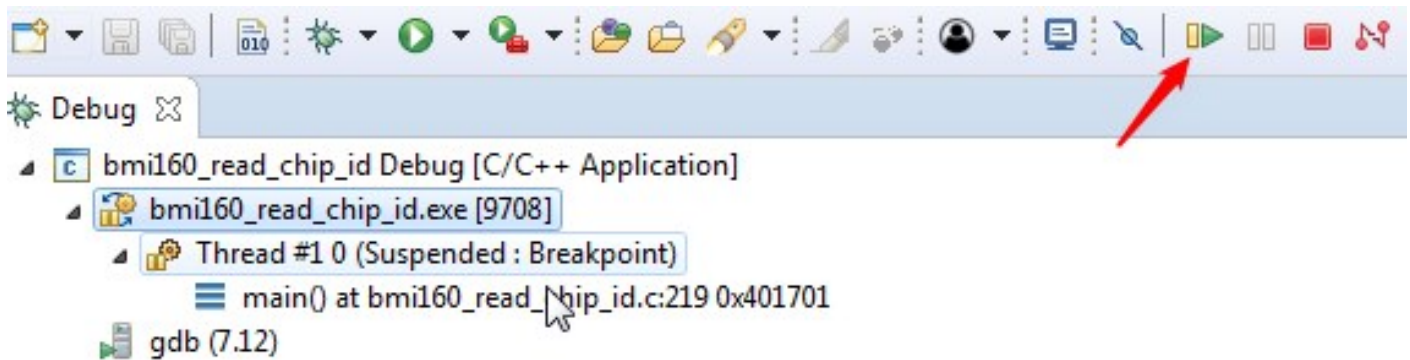 010
Debug
c bmi160_read_chip_id Debug [C/C++ Application]
bmi160_read_chip_id.exe [9708]
Thread #1 0 (Suspended : Breakpoint)
main() at bmi160_read_chip_id.c:219 0x401701
gdb (7.12)